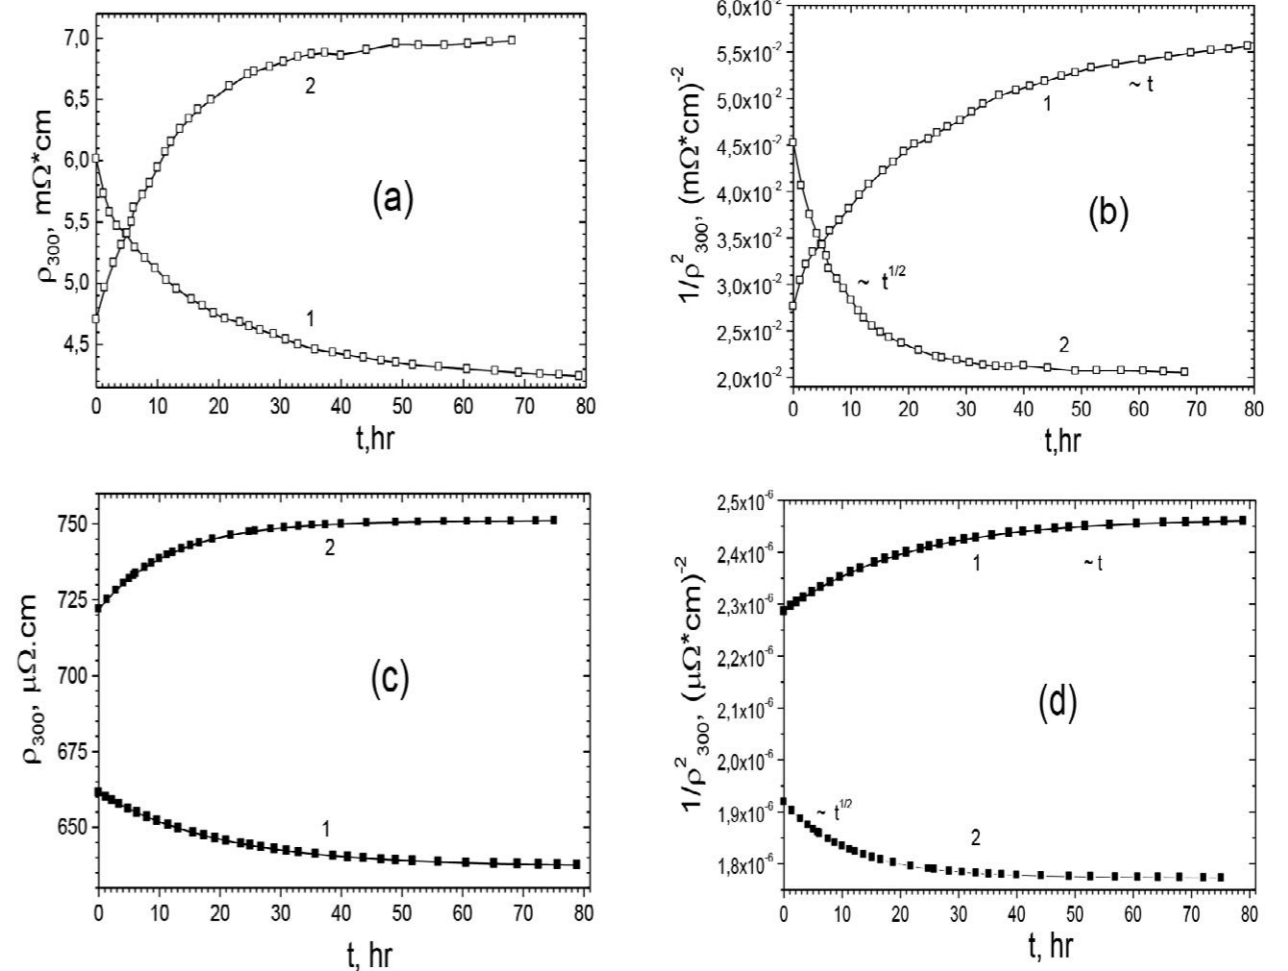 7,0
6,5
6,0
5,5
5,0
4,5
ρ₃₀₀, mΩ*cm
2
(a)
1
0 10 20 30 40 50 60 70 80
t,hr
6,0x10⁻²
5,5x10⁻²
5,0x10⁻²
4,5x10⁻²
4,0x10⁻²
3,5x10⁻²
3,0x10⁻²
2,5x10⁻²
2,0x10⁻²
1/ρ²₃₀₀, (mΩ*cm)⁻²
~ t
1
(b)
~ t^1/2
2
0 10 20 30 40 50 60 70 80
t,hr
750
725
700
675
650
ρ₃₀₀, μΩ.cm
2
(c)
1
0 10 20 30 40 50 60 70 80
t, hr
2,5x10⁻⁶
2,4x10⁻⁶
2,3x10⁻⁶
2,2x10⁻⁶
2,1x10⁻⁶
2,0x10⁻⁶
1,9x10⁻⁶
1,8x10⁻⁶
1/ρ²₃₀₀, (μΩ*cm)⁻²
1
~ t
(d)
~ t^1/2
2
0 10 20 30 40 50 60 70 80
t, hr